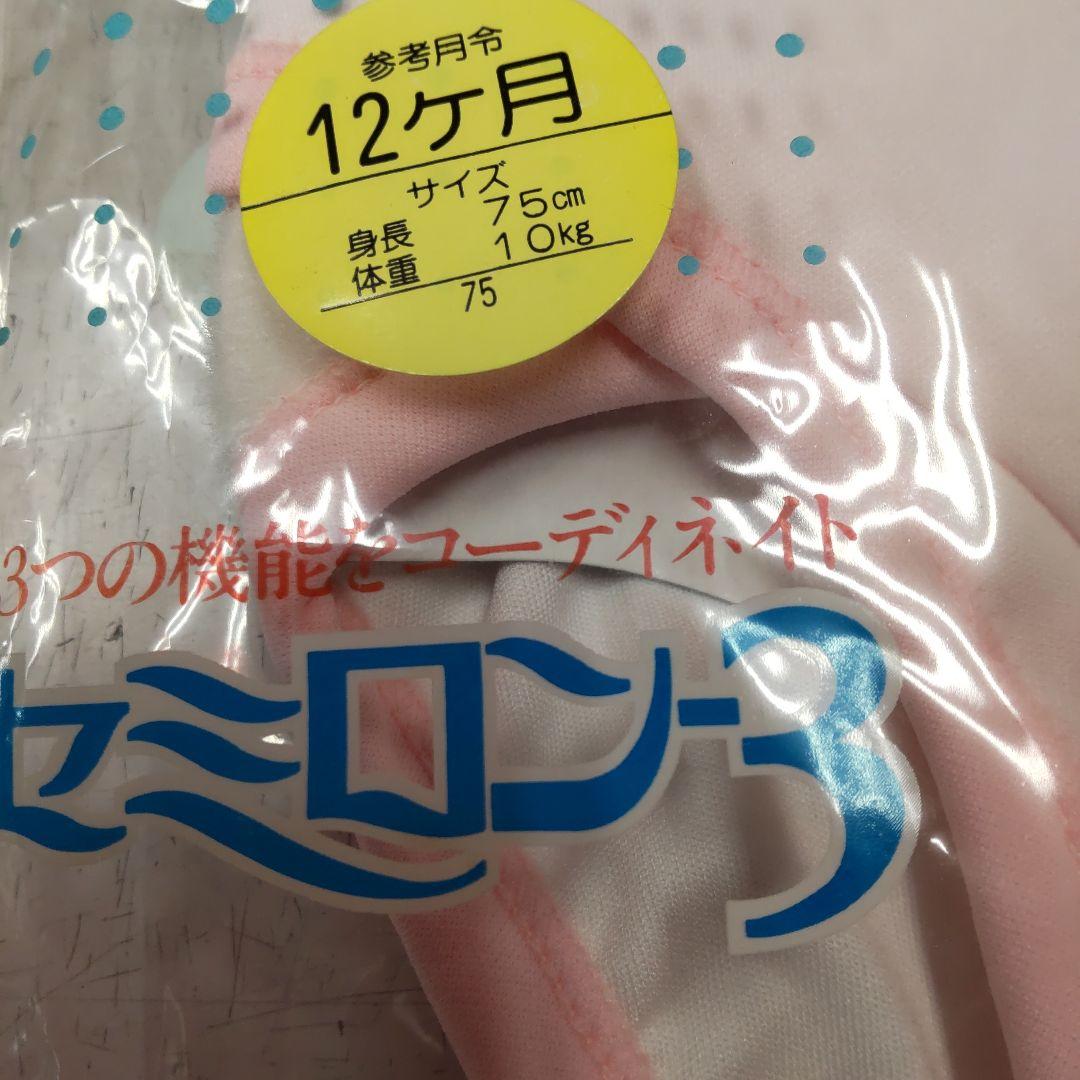 参考月令
12ケ月
サイズ
身長 75cm
体重 10kg
75
3つの機能をコーディネイト
セミロン-3